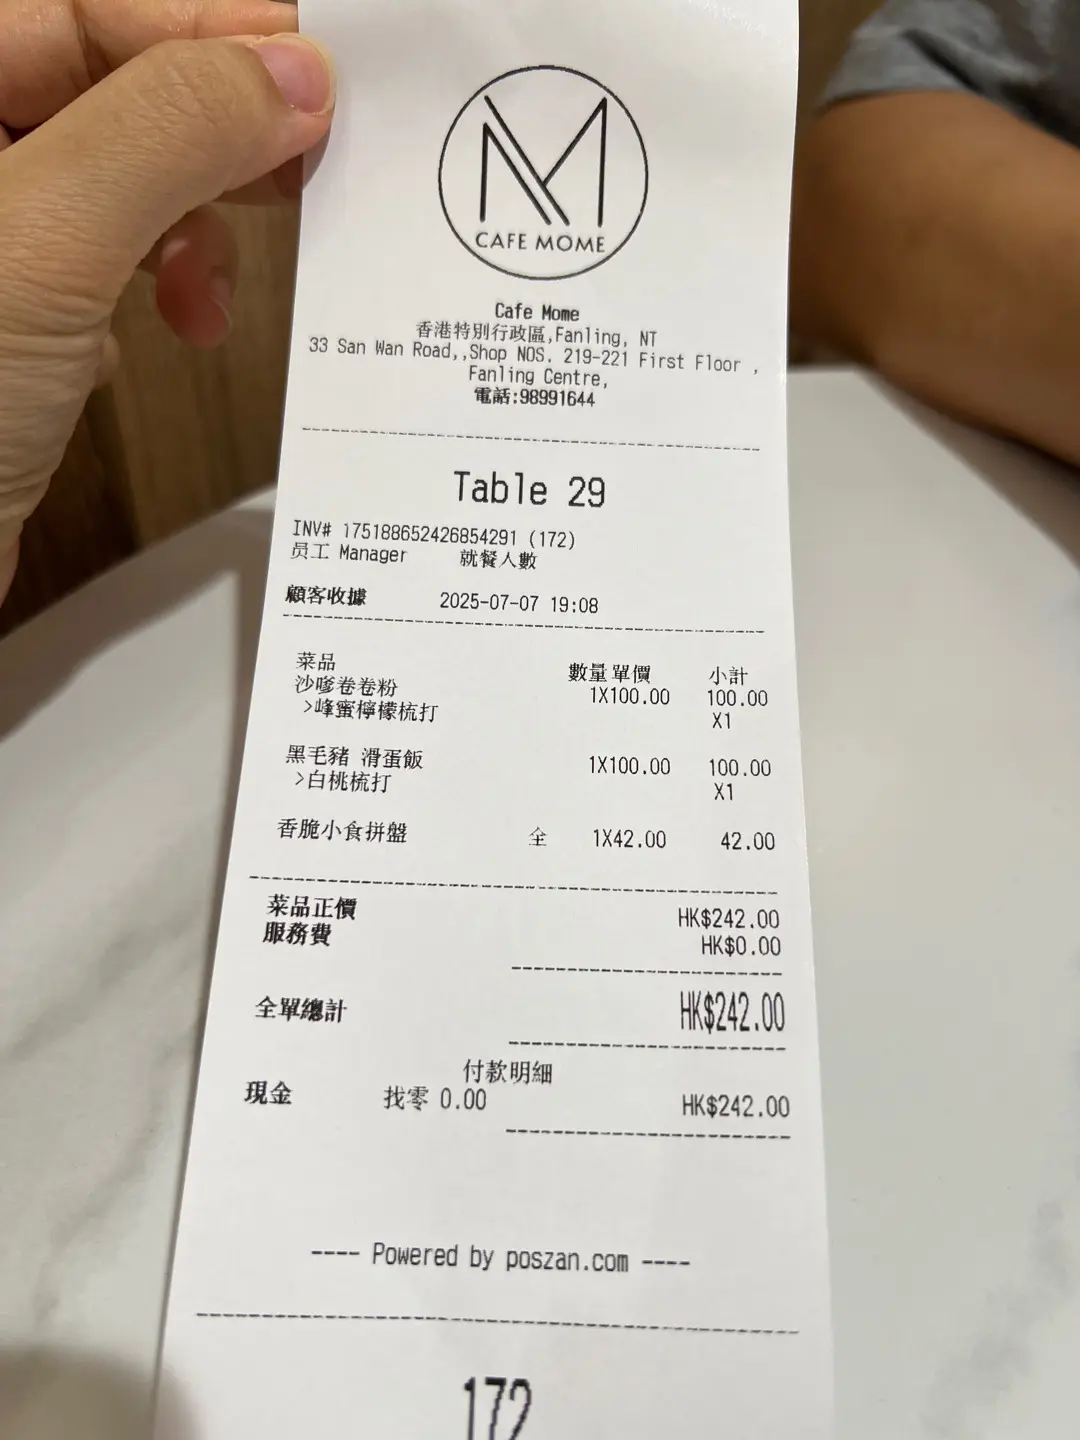 CAFE MOME
Cafe Mome
香港特別行政區,Fanling, NT
33 San Wan Road,,Shop NOS. 219-221 First Floor ,
Fanling Centre,
電話:98991644
Table 29
INV# 175188652426854291 (172)
员工 Manager 就餐人數
顧客收據 2025-07-07 19:08
菜品 數量單價 小計
沙嗲卷卷粉 1X100.00 100.00
>峰蜜檸檬梳打 X1
黑毛豬 滑蛋飯 1X100.00 100.00
>白桃梳打 X1
香脆小食拼盤 全 1X42.00 42.00
菜品正價 HK$242.00
服務費 HK$0.00
全單總計 HK$242.00
付款明細
現金 找零 0.00 HK$242.00
---- Powered by poszan.com ----
172